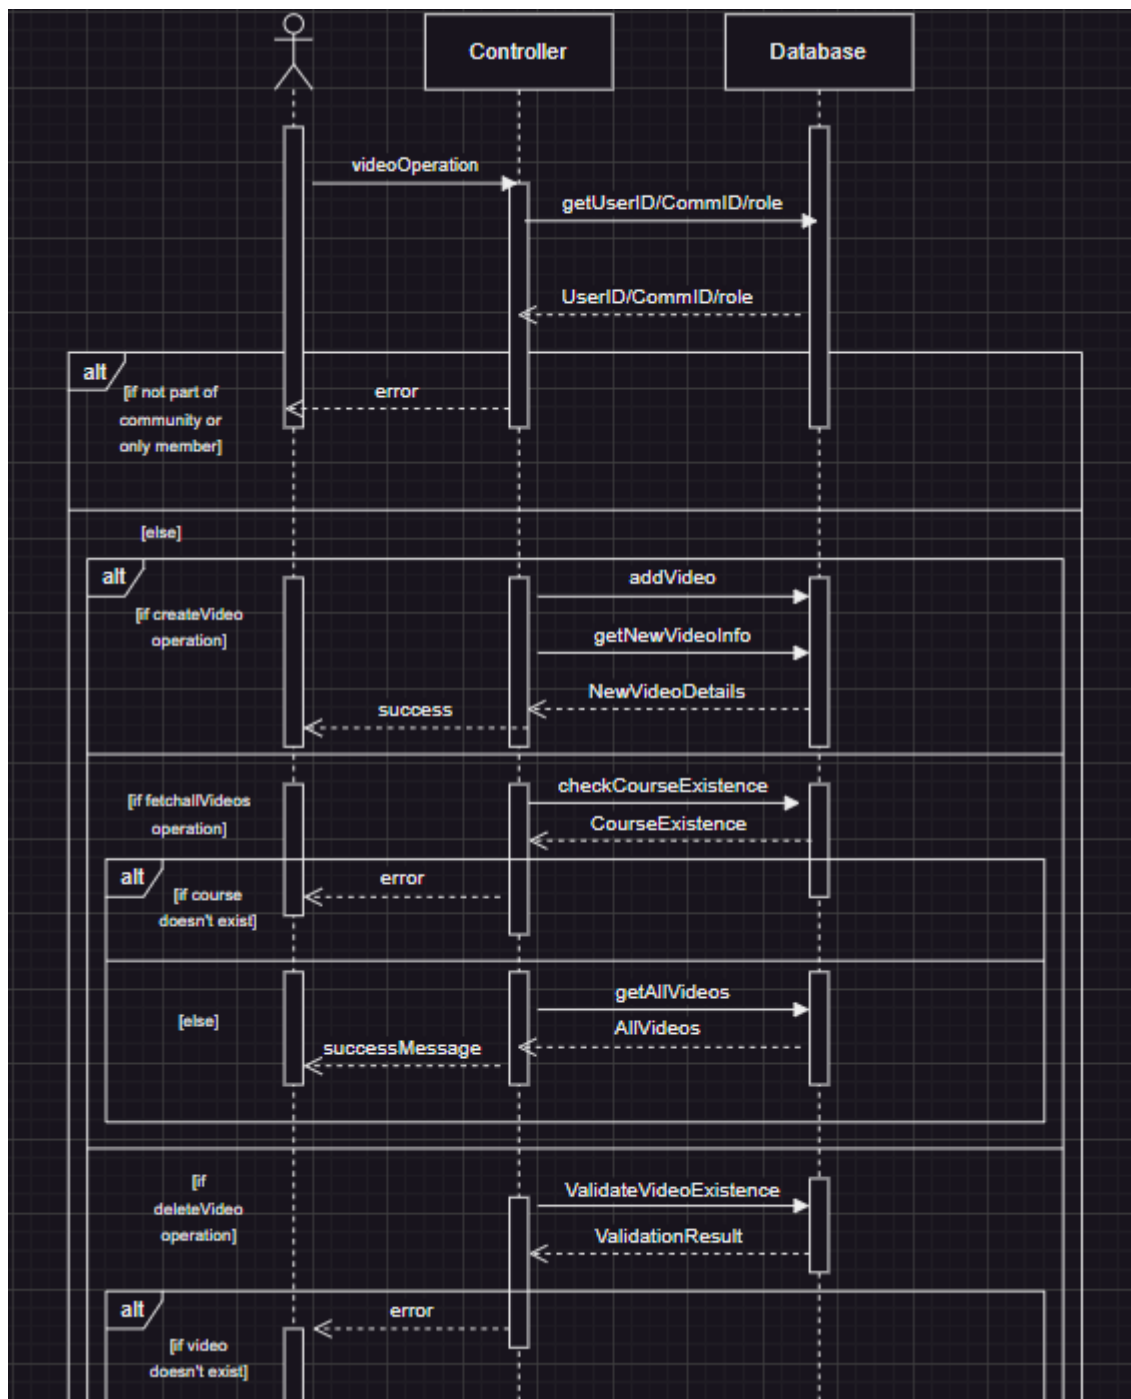 Controller
Database
videoOperation
getUserID/CommID/role
UserID/CommID/role
alt
[if not part of
community or
only member]
error
[else]
alt
[if createVideo
operation]
addVideo
getNewVideoInfo
NewVideoDetails
success
[if fetchallVideos
operation]
checkCourseExistence
CourseExistence
alt
[if course
doesn't exist]
error
[else]
getAllVideos
AllVideos
successMessage
[if
deleteVideo
operation]
ValidateVideoExistence
ValidationResult
alt
[if video
doesn't exist]
error